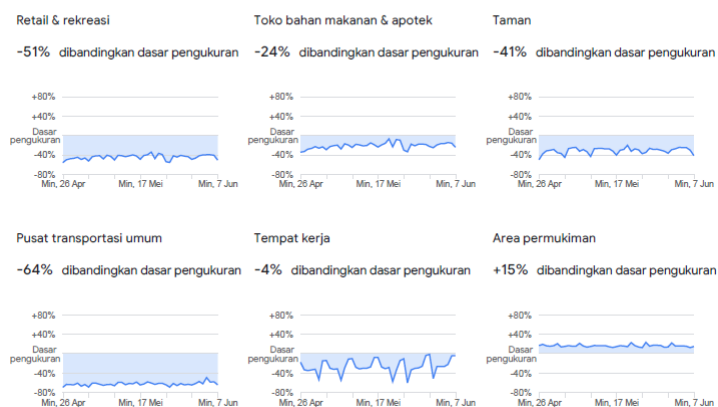 Retail & rekreasi
-51% dibandingkan dasar pengukuran
+80%
+40%
Dasar
pengukuran
-40%
-80%
Min, 26 Apr Min, 17 Mei Min, 7 Jun
Toko bahan makanan & apotek
-24% dibandingkan dasar pengukuran
+80%
+40%
Dasar
pengukuran
-40%
-80%
Min, 26 Apr Min, 17 Mei Min, 7 Jun
Taman
-41% dibandingkan dasar pengukuran
+80%
+40%
Dasar
pengukuran
-40%
-80%
Min, 26 Apr Min, 17 Mei Min, 7 Jun
Pusat transportasi umum
-64% dibandingkan dasar pengukuran
+80%
+40%
Dasar
pengukuran
-40%
-80%
Min, 26 Apr Min, 17 Mei Min, 7 Jun
Tempat kerja
-4% dibandingkan dasar pengukuran
+80%
+40%
Dasar
pengukuran
-40%
-80%
Min, 26 Apr Min, 17 Mei Min, 7 Jun
Area permukiman
+15% dibandingkan dasar pengukuran
+80%
+40%
Dasar
pengukuran
-40%
-80%
Min, 26 Apr Min, 17 Mei Min, 7 Jun